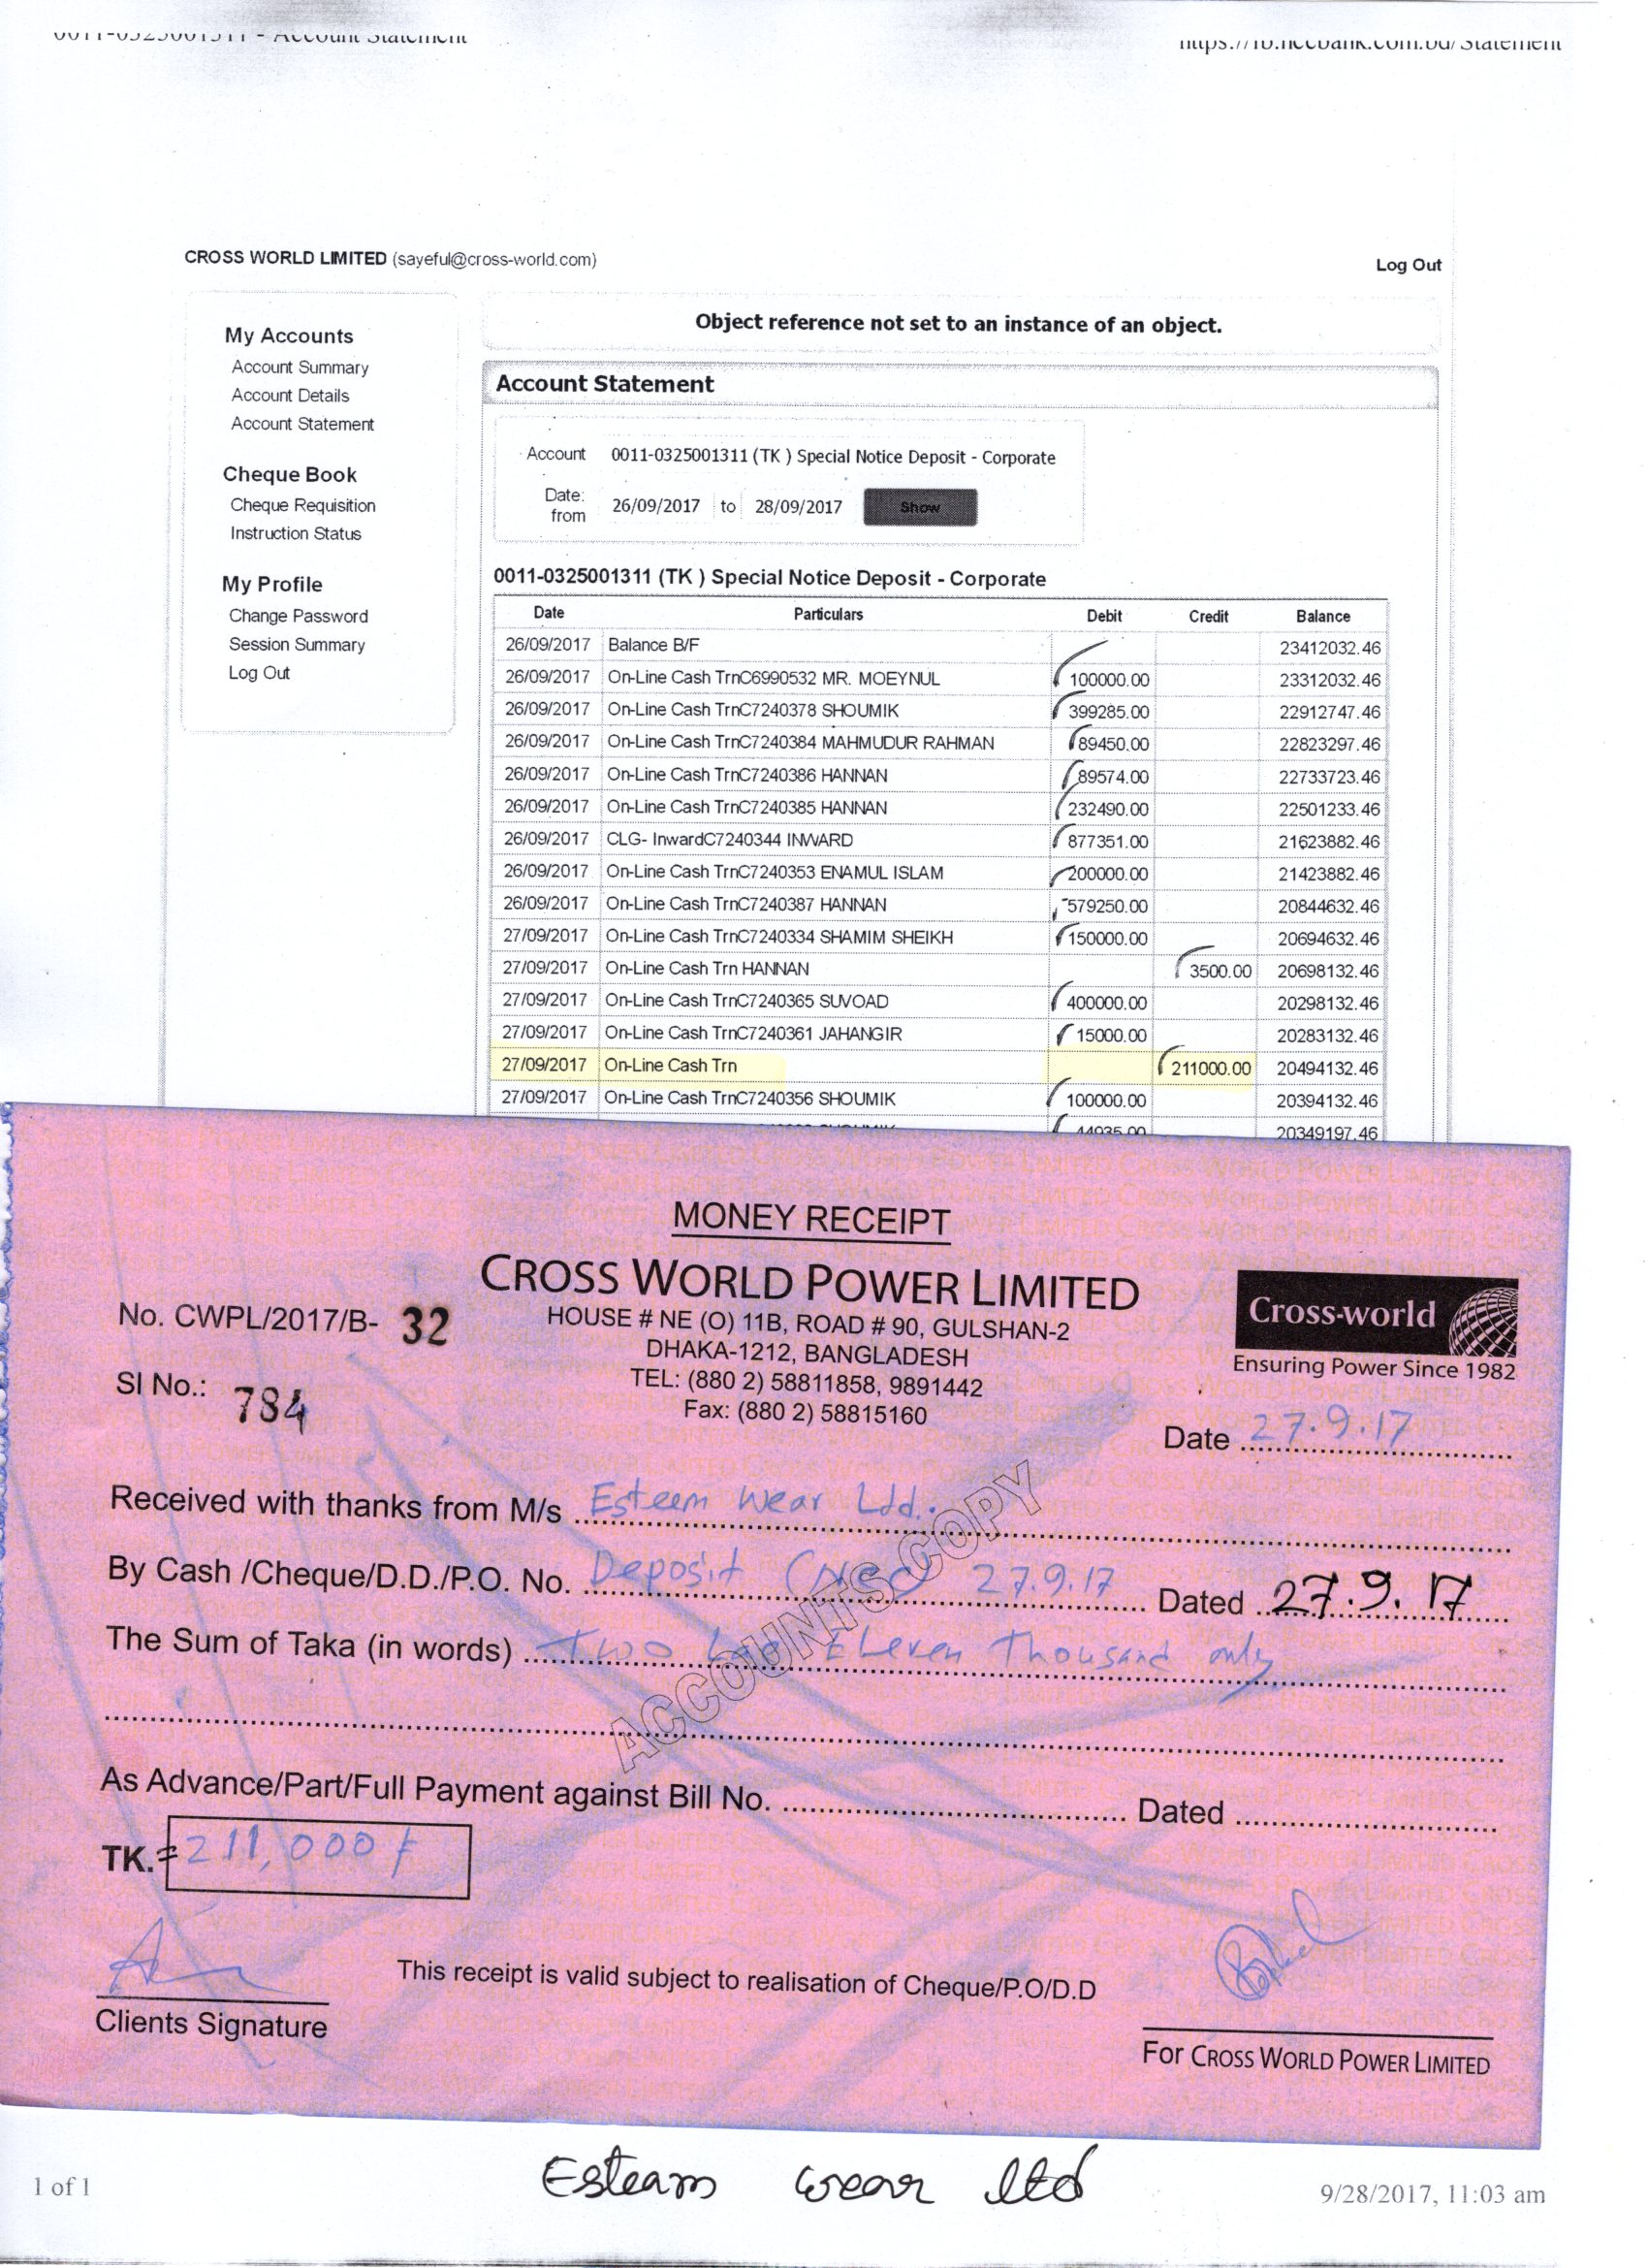 0011-0325001311 - Account Statement
https://ib.nccbank.com.bd/Statement
CROSS WORLD LIMITED (sayeful@cross-world.com)
Log Out
My Accounts
Account Summary
Account Details
Account Statement
Cheque Book
Cheque Requisition
Instruction Status
My Profile
Change Password
Session Summary
Log Out
Object reference not set to an instance of an object.
Account Statement
Account 0011-0325001311 (TK ) Special Notice Deposit - Corporate
Date: from 26/09/2017 to 28/09/2017 Show
0011-0325001311 (TK ) Special Notice Deposit - Corporate
Date Particulars Debit Credit Balance
26/09/2017 Balance B/F 23412032.46
26/09/2017 On-Line Cash TrnC6990532 MR. MOEYNUL 100000.00 23312032.46
26/09/2017 On-Line Cash TrnC7240378 SHOUMIK 399285.00 22912747.46
26/09/2017 On-Line Cash TrnC7240384 MAHMUDUR RAHMAN 89450.00 22823297.46
26/09/2017 On-Line Cash TrnC7240386 HANNAN 89574.00 22733723.46
26/09/2017 On-Line Cash TrnC7240385 HANNAN 232490.00 22501233.46
26/09/2017 CLG- InwardC7240344 INWARD 877351.00 21623882.46
26/09/2017 On-Line Cash TrnC7240353 ENAMUL ISLAM 200000.00 21423882.46
26/09/2017 On-Line Cash TrnC7240387 HANNAN 579250.00 20844632.46
27/09/2017 On-Line Cash TrnC7240334 SHAMIM SHEIKH 150000.00 20694632.46
27/09/2017 On-Line Cash Trn HANNAN 3500.00 20698132.46
27/09/2017 On-Line Cash TrnC7240365 SUVOAD 400000.00 20298132.46
27/09/2017 On-Line Cash TrnC7240361 JAHANGIR 15000.00 20283132.46
27/09/2017 On-Line Cash Trn 211000.00 20494132.46
27/09/2017 On-Line Cash TrnC7240356 SHOUMIK 100000.00 20394132.46
44935.00 20349197.46
MONEY RECEIPT
CROSS WORLD POWER LIMITED
HOUSE # NE (O) 11B, ROAD # 90, GULSHAN-2
DHAKA-1212, BANGLADESH
TEL: (880 2) 58811858, 9891442
Fax: (880 2) 58815160
No. CWPL/2017/B- 32
Sl No.: 784
Cross-world
Ensuring Power Since 1982
Date 27.9.17
Received with thanks from M/s Esteem Wear Ltd.
By Cash /Cheque/D.D./P.O. No. Deposit 27.9.17 Dated 27.9.17
The Sum of Taka (in words) Two Lac Eleven Thousand only
ACCOUNTS COPY
As Advance/Part/Full Payment against Bill No. Dated
TK.= 211,000/
This receipt is valid subject to realisation of Cheque/P.O/D.D
Clients Signature
For CROSS WORLD POWER LIMITED
Esteam wear ltd
1 of 1
9/28/2017, 11:03 am